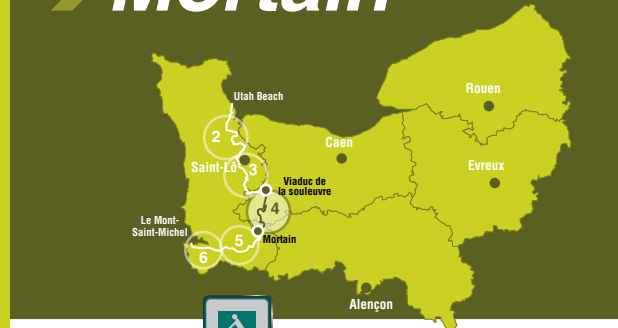 Mortain
Utah Beach
Rouen
2
Caen
Saint-Lô
3
Evreux
Viaduc de
la souleuvre
4
Le Mont-
Saint-Michel
5
Mortain
6
Alençon